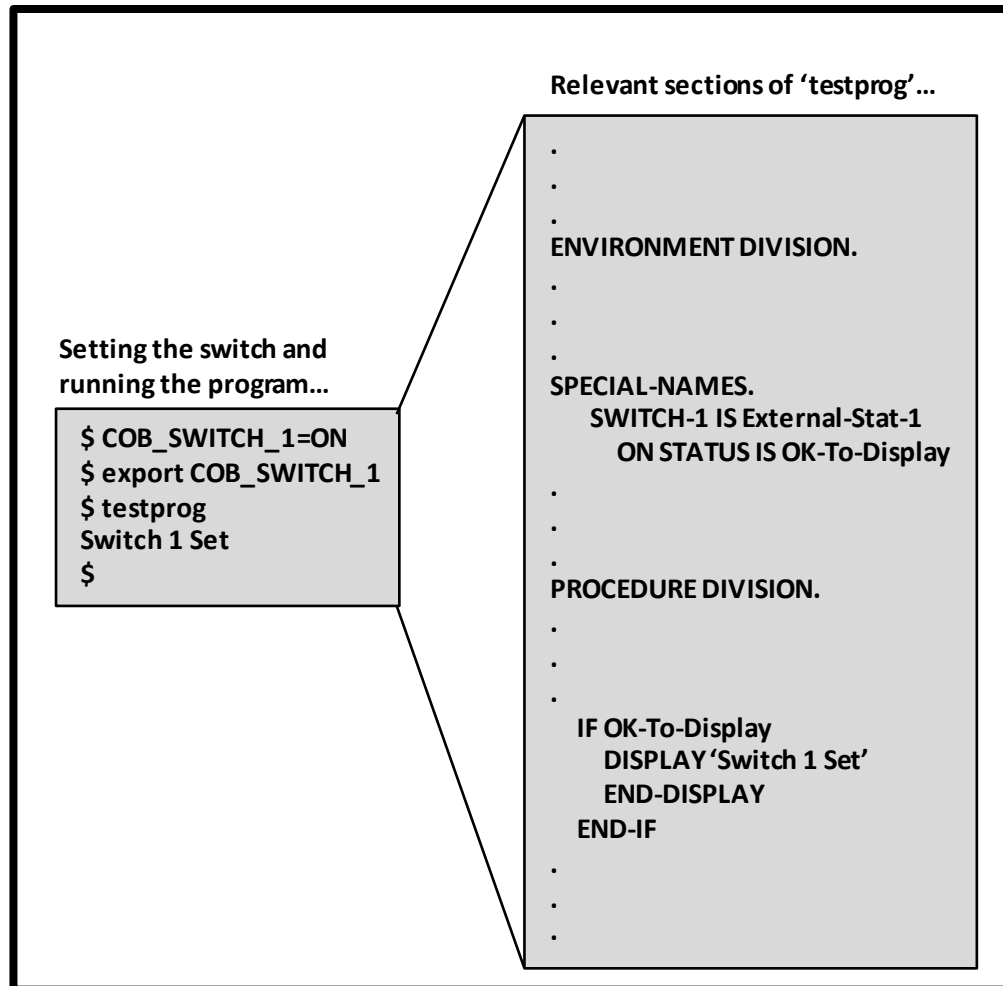 Setting the switch and
running the program…
$ COB_SWITCH_1=ON
$ export COB_SWITCH_1
$ testprog
Switch 1 Set
$
Relevant sections of ‘testprog’…
.
.
.
ENVIRONMENT DIVISION.
.
.
.
SPECIAL-NAMES.
SWITCH-1 IS External-Stat-1
ON STATUS IS OK-To-Display
.
.
.
PROCEDURE DIVISION.
.
.
.
IF OK-To-Display
DISPLAY ‘Switch 1 Set’
END-DISPLAY
END-IF
.
.
.